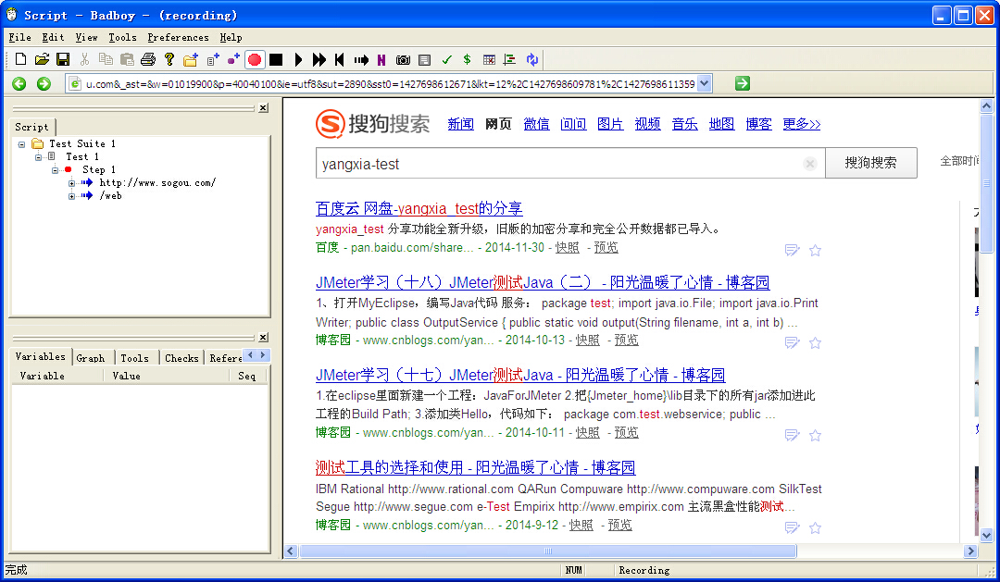 Script - Badboy - (recording)
File Edit View Tools Preferences Help
u.com&_ast=&w=01019900&p=40040100&ie=utf8&sut=2890&sst0=1427698612671&lkt=12%2C1427698609781%2C1427698611359
Script
Test Suite 1
Test 1
Step 1
http://www.sogou.com/
/web
Variables Graph Tools Checks Refere
Variable Value Seq
搜狗搜索 新闻 网页 微信 问问 图片 视频 音乐 地图 博客 更多>>
yangxia-test 搜狗搜索 全部时间
百度云 网盘-yangxia_test的分享
yangxia_test 分享功能全新升级，旧版的加密分享和完全公开数据都已导入。
百度 - pan.baidu.com/share... - 2014-11-30 - 快照 - 预览
JMeter学习（十八）JMeter测试Java（二） - 阳光温暖了心情 - 博客园
1、打开MyEclipse，编写Java代码 服务： package test; import java.io.File; import java.io.Print
Writer; public class OutputService { public static void output(String filename, int a, int b) ...
博客园 - www.cnblogs.com/yan... - 2014-10-13 - 快照 - 预览
JMeter学习（十七）JMeter测试Java - 阳光温暖了心情 - 博客园
1.在eclipse里面新建一个工程：JavaForJMeter 2.把{Jmeter_home}\lib目录下的所有jar添加进此
工程的Build Path; 3.添加类Hello，代码如下： package com.test.webservice; public ...
博客园 - www.cnblogs.com/yan... - 2014-10-11 - 快照 - 预览
测试工具的选择和使用 - 阳光温暖了心情 - 博客园
IBM Rational http://www.rational.com QARun Compuware http://www.compuware.com SilkTest
Segue http://www.segue.com e-Test Empirix http://www.empirix.com 主流黑盒性能测试...
博客园 - www.cnblogs.com/yan... - 2014-9-12 - 快照 - 预览
完成 NUM Recording